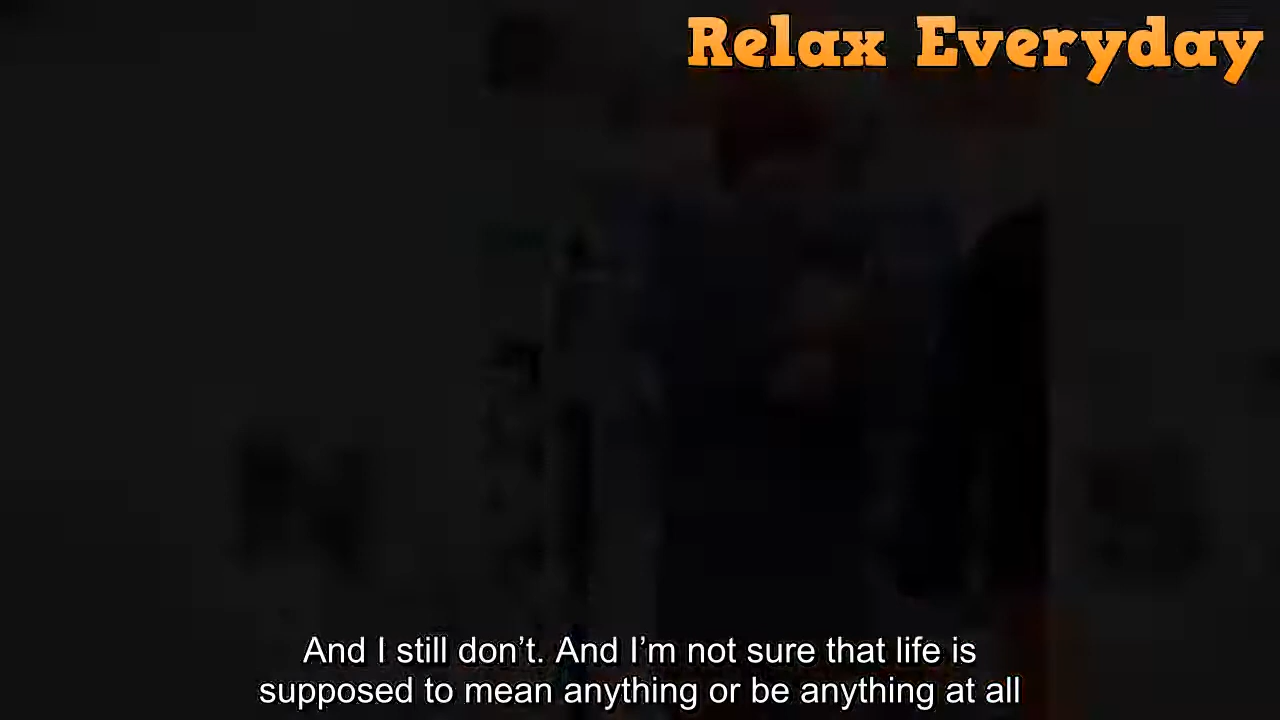 Relax Everyday
And I still don’t. And I’m not sure that life is
supposed to mean anything or be anything at all